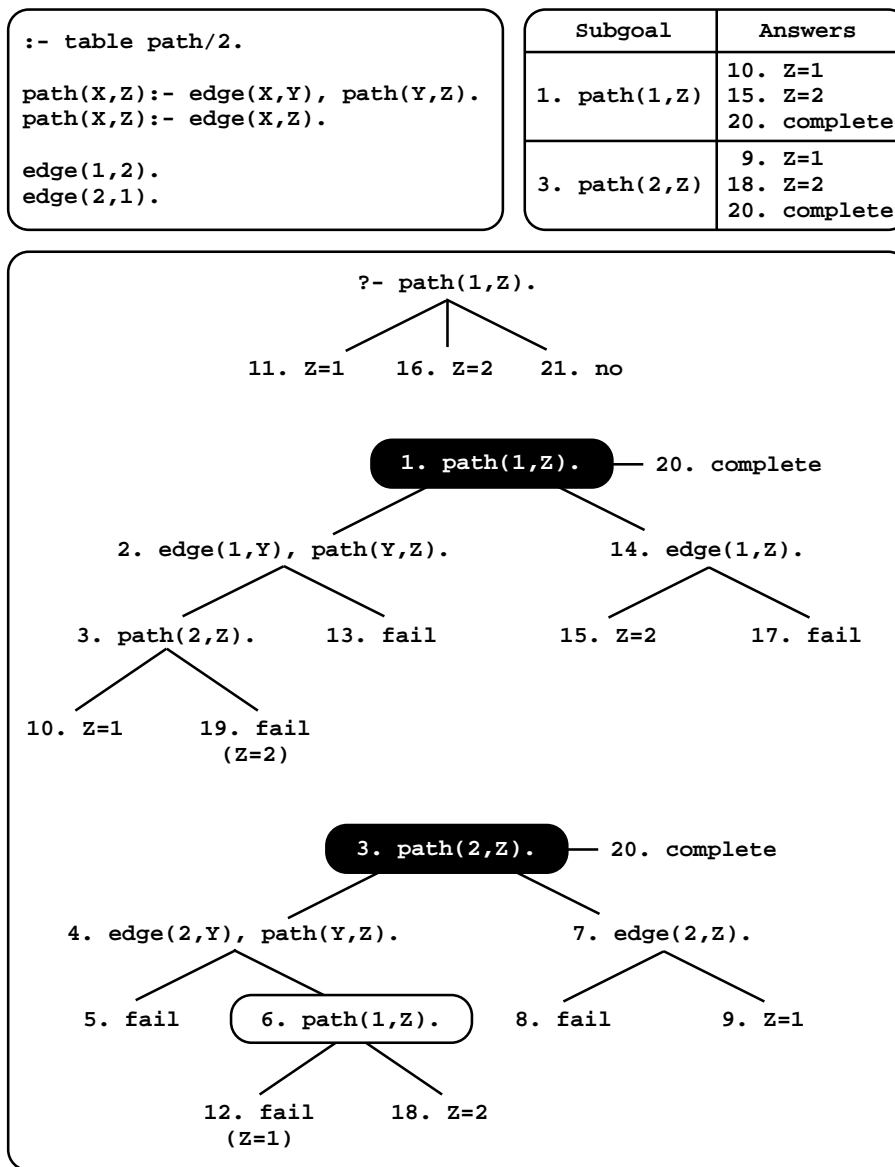 :- table path/2.
path(X,Z):- edge(X,Y), path(Y,Z).
path(X,Z):- edge(X,Z).
edge(1,2).
edge(2,1).
Subgoal Answers
1. path(1,Z)
10. Z=1
15. Z=2
20. complete
3. path(2,Z)
9. Z=1
18. Z=2
20. complete
?- path(1,Z).
11. Z=1 16. Z=2 21. no
1. path(1,Z). 20. complete
2. edge(1,Y), path(Y,Z). 14. edge(1,Z).
3. path(2,Z). 13. fail 15. Z=2 17. fail
10. Z=1 19. fail
(Z=2)
3. path(2,Z). 20. complete
4. edge(2,Y), path(Y,Z). 7. edge(2,Z).
5. fail 6. path(1,Z). 8. fail 9. Z=1
12. fail 18. Z=2
(Z=1)